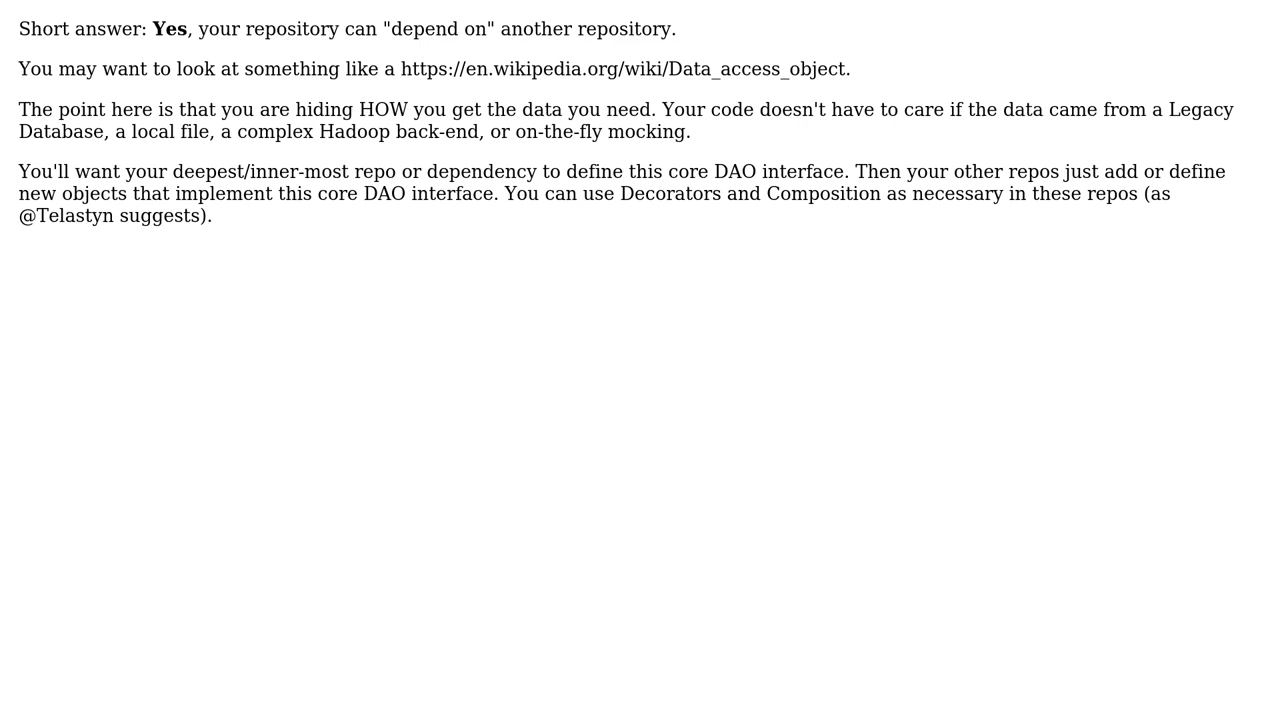 Short answer: Yes, your repository can "depend on" another repository.
You may want to look at something like a https://en.wikipedia.org/wiki/Data_access_object.
The point here is that you are hiding HOW you get the data you need. Your code doesn't have to care if the data came from a Legacy
Database, a local file, a complex Hadoop back-end, or on-the-fly mocking.
You'll want your deepest/inner-most repo or dependency to define this core DAO interface. Then your other repos just add or define
new objects that implement this core DAO interface. You can use Decorators and Composition as necessary in these repos (as
@Telastyn suggests).